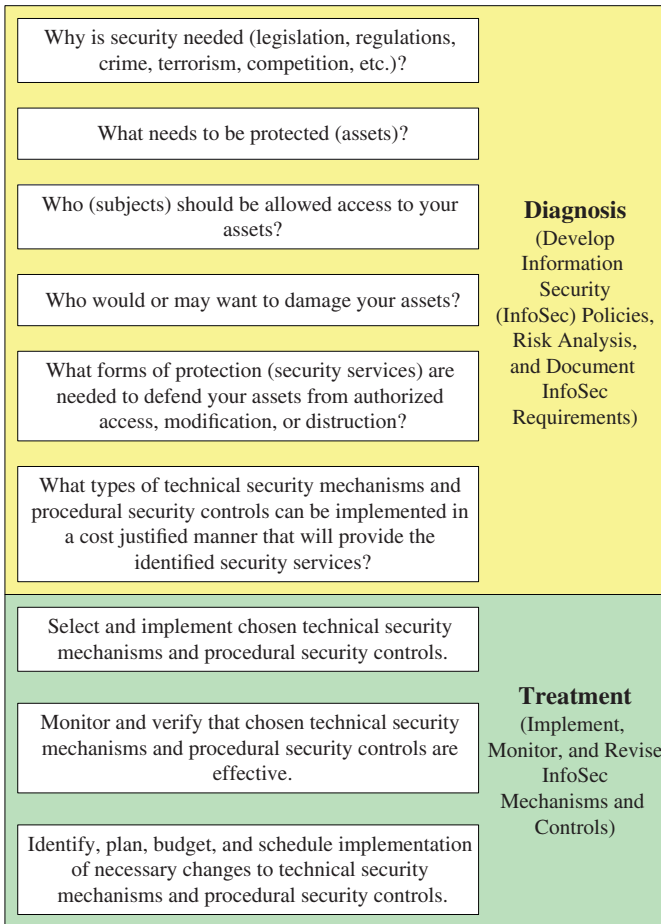 Why is security needed (legislation, regulations,
crime, terrorism, competition, etc.)?
What needs to be protected (assets)?
Who (subjects) should be allowed access to your
assets?
Who would or may want to damage your assets?
What forms of protection (security services) are
needed to defend your assets from authorized
access, modification, or distruction?
What types of technical security mechanisms and
procedural security controls can be implemented in
a cost justified manner that will provide the
identified security services?
Diagnosis
(Develop
Information
Security
(InfoSec) Policies,
Risk Analysis,
and Document
InfoSec
Requirements)
Select and implement chosen technical security
mechanisms and procedural security controls.
Monitor and verify that chosen technical security
mechanisms and procedural security controls are
effective.
Identify, plan, budget, and schedule implementation
of necessary changes to technical security
mechanisms and procedural security controls.
Treatment
(Implement,
Monitor, and Revise
InfoSec
Mechanisms and
Controls)